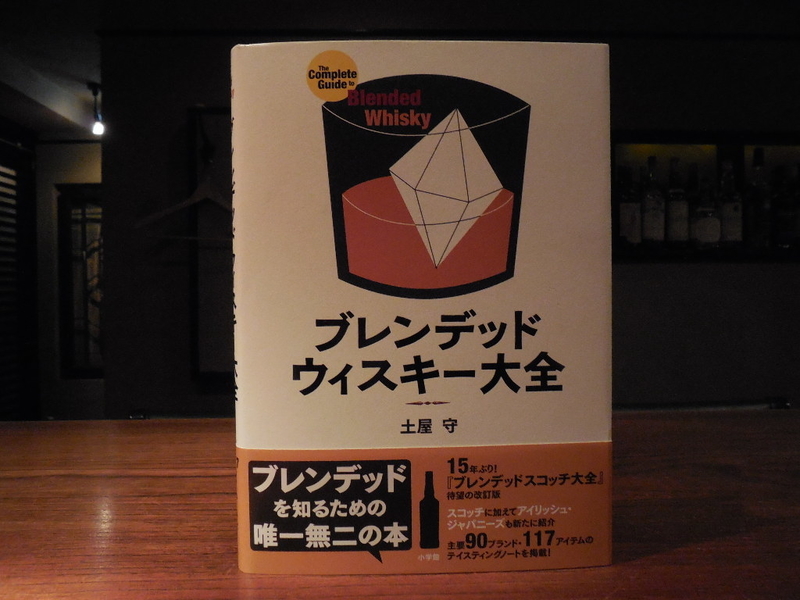 The
Complete
Guide to
Blended
Whisky
ブレンデッド
ウィスキー大全
土屋 守
ブレンデッド
を知るための
唯一無二の本
小学館
15年ぶり!
『ブレンデッドスコッチ大全』
待望の改訂版
スコッチに加えてアイリッシュ・
ジャパニーズも新たに紹介
主要90ブランド・117アイテムの
テイスティングノートを掲載!